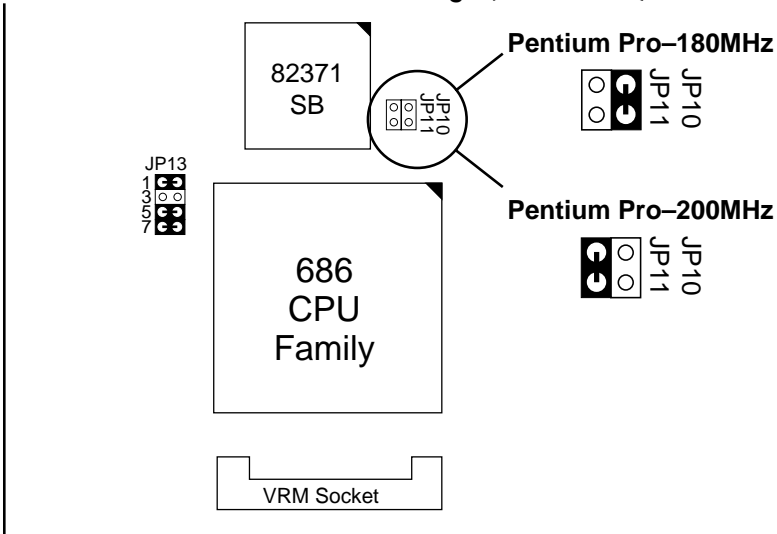 Pentium Pro–180MHz
JP10
JP11
82371
SB
JP10
JP11
JP13
1
3
5
7
Pentium Pro–200MHz
JP10
JP11
686
CPU
Family
VRM Socket